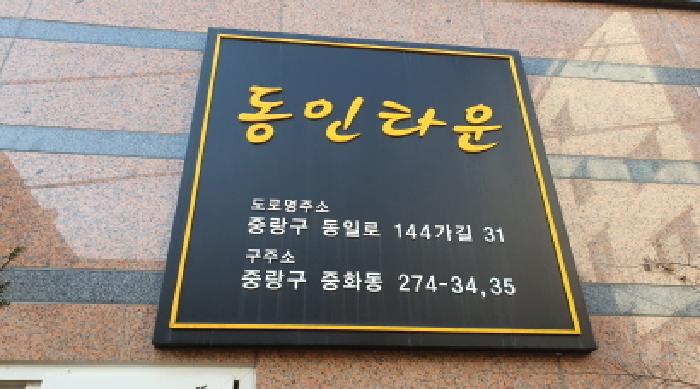 동인타운
도로명주소
중랑구 동일로 144가길 31
구주소
중랑구 중화동 274-34,35